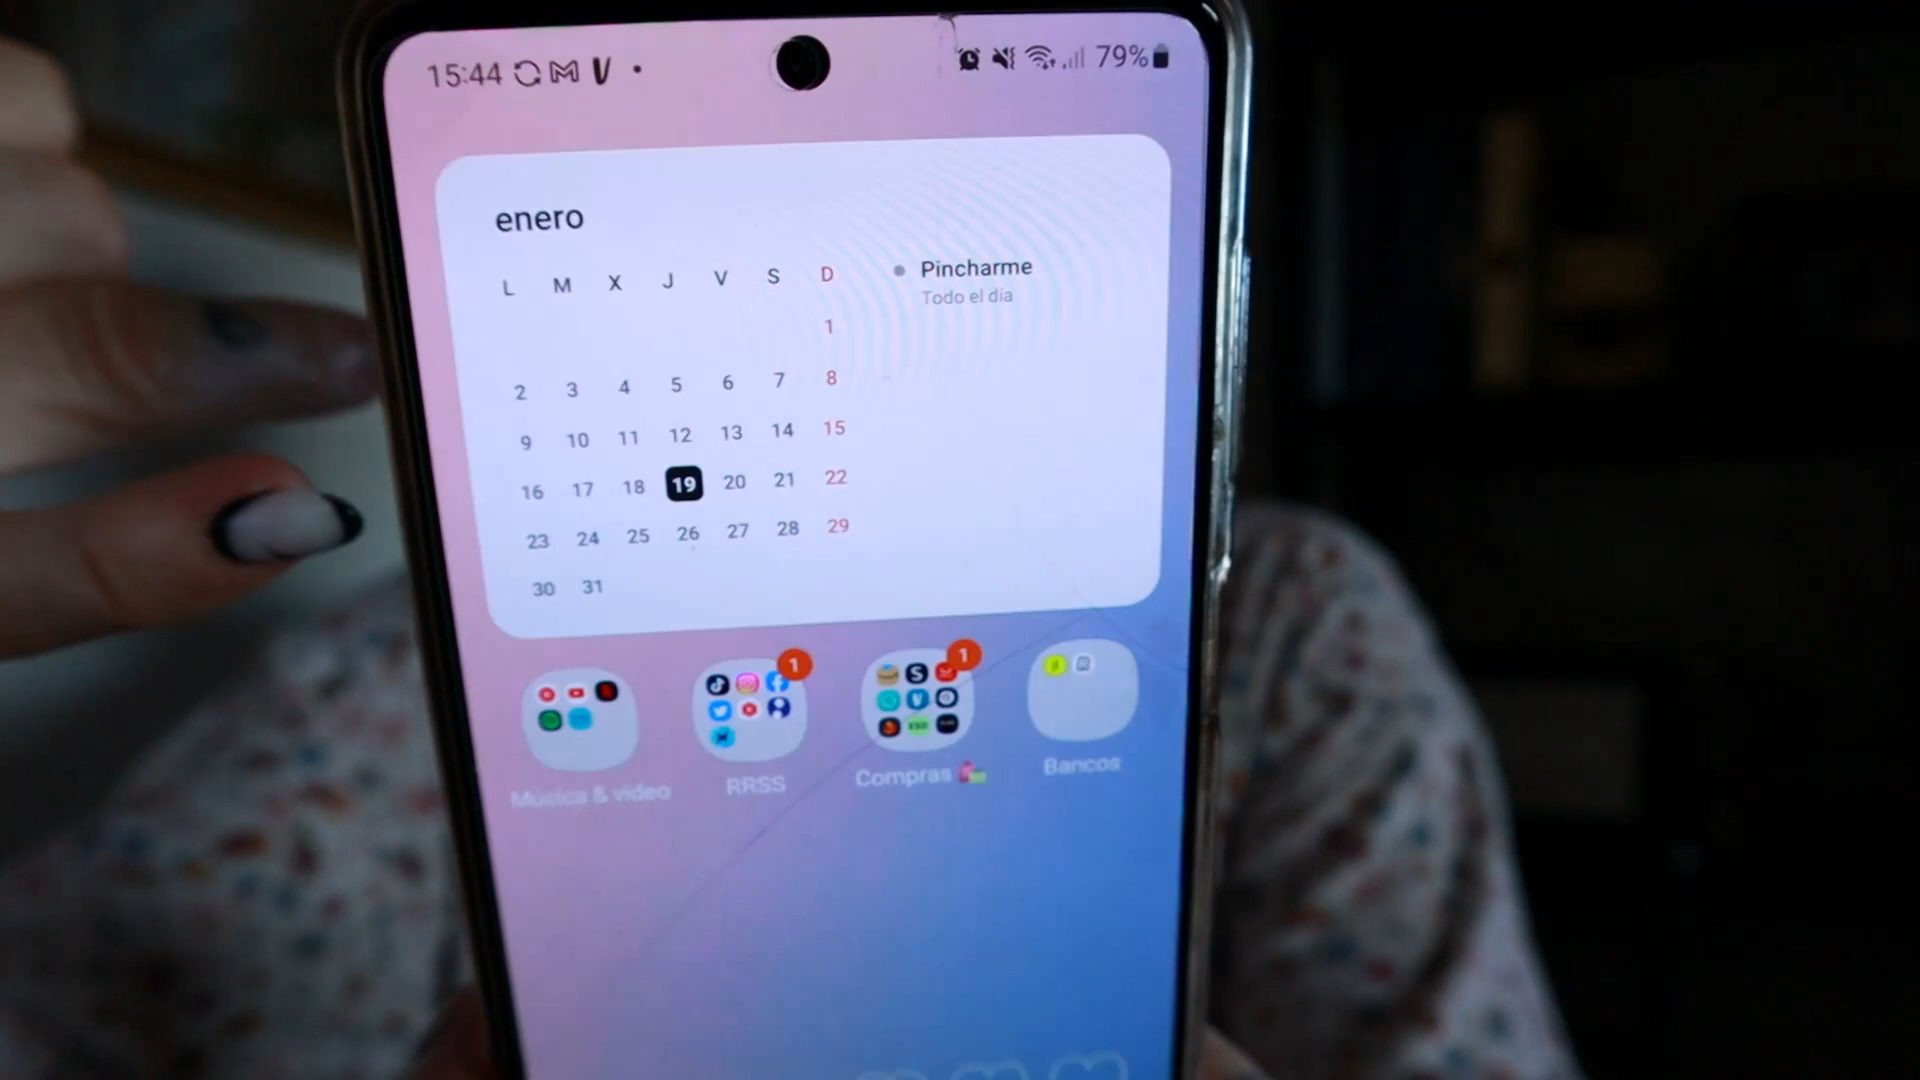 15:44
79%
enero
L M X J V S D
1
2 3 4 5 6 7 8
9 10 11 12 13 14 15
16 17 18 19 20 21 22
23 24 25 26 27 28 29
30 31
Pincharme
Todo el día
1
1
Música & video
RRSS
Compras
Bancos